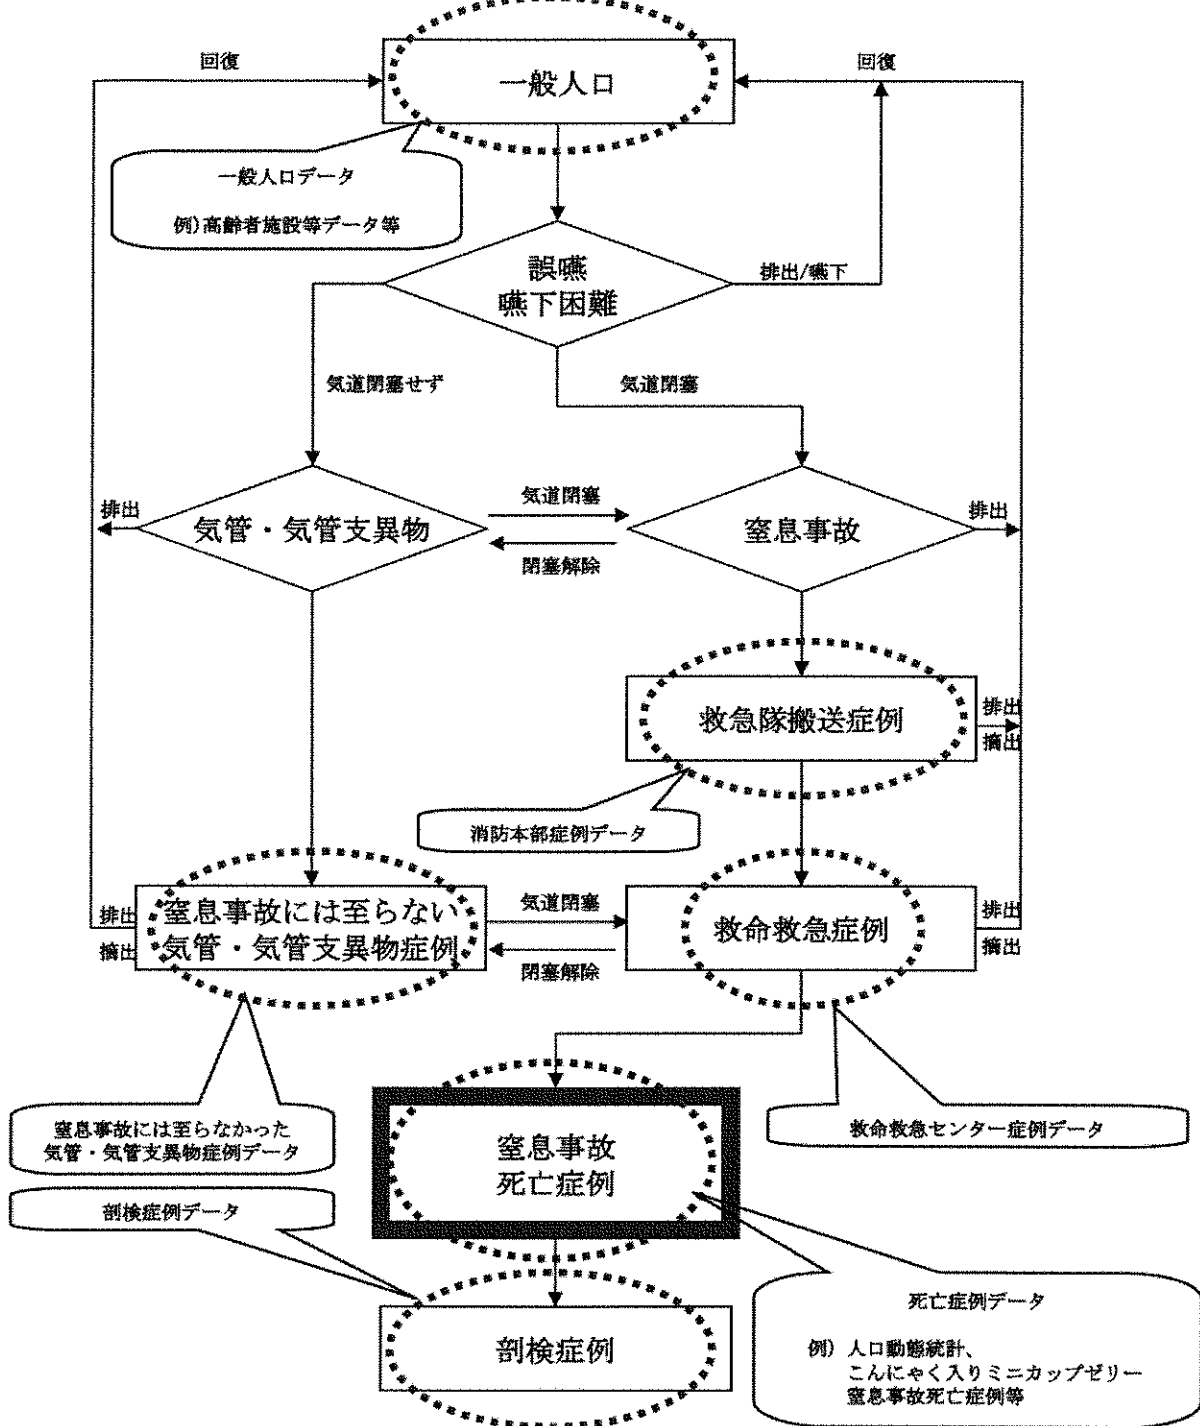 回復
回復
一般人口
一般人口データ
例)高齢者施設等データ等
誤嚥
嚥下困難
排出/嚥下
気道閉塞せず
気道閉塞
排出
気管・気管支異物
気道閉塞
閉塞解除
窒息事故
排出
救急隊搬送症例
排出
摘出
消防本部症例データ
排出
摘出
窒息事故には至らない
気管・気管支異物症例
気道閉塞
閉塞解除
救命救急症例
排出
摘出
窒息事故には至らなかった
気管・気管支異物症例データ
救命救急センター症例データ
窒息事故
死亡症例
剖検症例データ
剖検症例
死亡症例データ
例) 人口動態統計、
こんにゃく入りミニカップゼリー
窒息事故死亡症例等